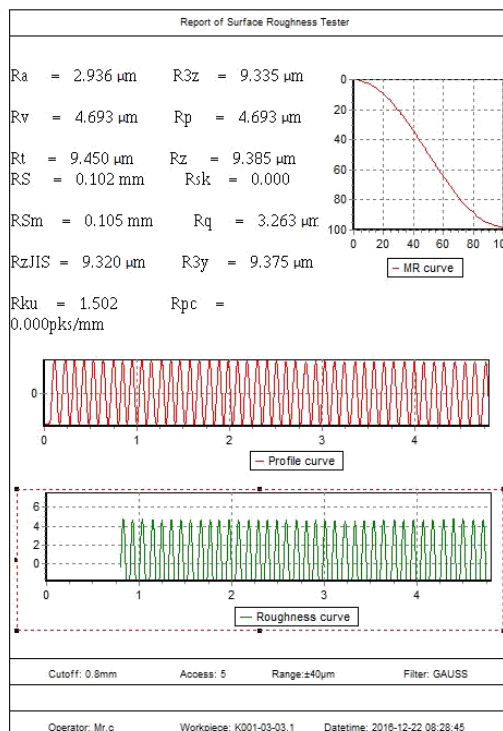 Report of Surface Roughness Tester
Ra = 2.936 µm R3z = 9.335 µm
Rv = 4.693 µm Rp = 4.693 µm
Rt = 9.450 µm Rz = 9.385 µm
RS = 0.102 mm Rsk = 0.000
RSm = 0.105 mm Rq = 3.263 µm
RzJIS = 9.320 µm R3y = 9.375 µm
Rku = 1.502 Rpc =
0.000pks/mm
0
20
40
60
80
100
0 20 40 60 80 100
MR curve
0
0 1 2 3 4
Profile curve
6
4
2
0
0 1 2 3 4
Roughness curve
Cutoff: 0.8mm Access: 5 Range:±40µm Filter: GAUSS
Operator: Mr.c Workpiece: K001-03-03.1 Datetime: 2016-12-22 08:28:45